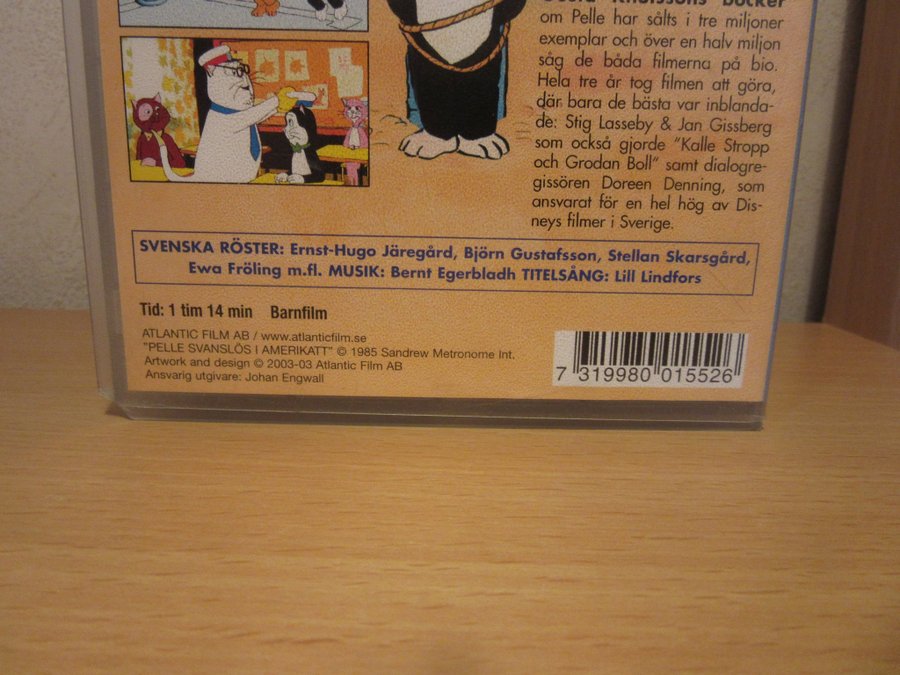 Knutssons böcker
om Pelle har sålts i tre miljoner
exemplar och över en halv miljon
såg de båda filmerna på bio.
Hela tre år tog filmen att göra,
där bara de bästa var inblanda-
de: Stig Lasseby & Jan Gissberg
som också gjorde "Kalle Stropp
och Grodan Boll" samt dialogre-
gissören Doreen Denning, som
ansvarat för en hel hög av Dis-
neys filmer i Sverige.
SVENSKA RÖSTER: Ernst-Hugo Järegård, Björn Gustafsson, Stellan Skarsgård,
Ewa Fröling m.fl. MUSIK: Bernt Egerbladh TITELSÅNG: Lill Lindfors
Tid: 1 tim 14 min Barnfilm
ATLANTIC FILM AB / www.atlanticfilm.se
"PELLE SVANSLÖS I AMERIKATT" © 1985 Sandrew Metronome Int.
Artwork and design © 2003-03 Atlantic Film AB
Ansvarig utgivare: Johan Engwall
7 319980 015526